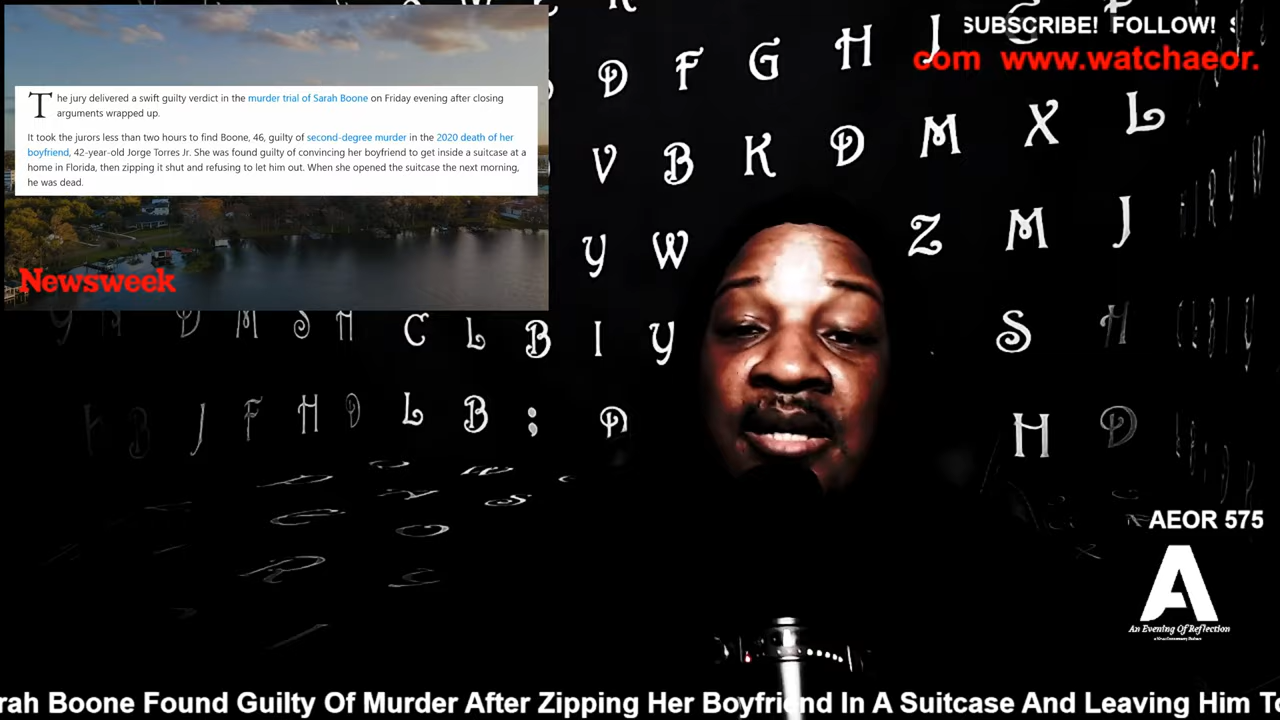 The jury delivered a swift guilty verdict in the murder trial of Sarah Boone on Friday evening after closing
arguments wrapped up.
It took the jurors less than two hours to find Boone, 46, guilty of second-degree murder in the 2020 death of her
boyfriend, 42-year-old Jorge Torres Jr. She was found guilty of convincing her boyfriend to get inside a suitcase at a
home in Florida, then zipping it shut and refusing to let him out. When she opened the suitcase the next morning,
he was dead.
Newsweek
SUBSCRIBE! FOLLOW!
com www.watchaeor.
D F G H J
V B K D M X L
Y W Z M J
D M S H C L B I Y S H
J F H D L B ; H D
AEOR 575
A
An Evening Of Reflection
rah Boone Found Guilty Of Murder After Zipping Her Boyfriend In A Suitcase And Leaving Him To